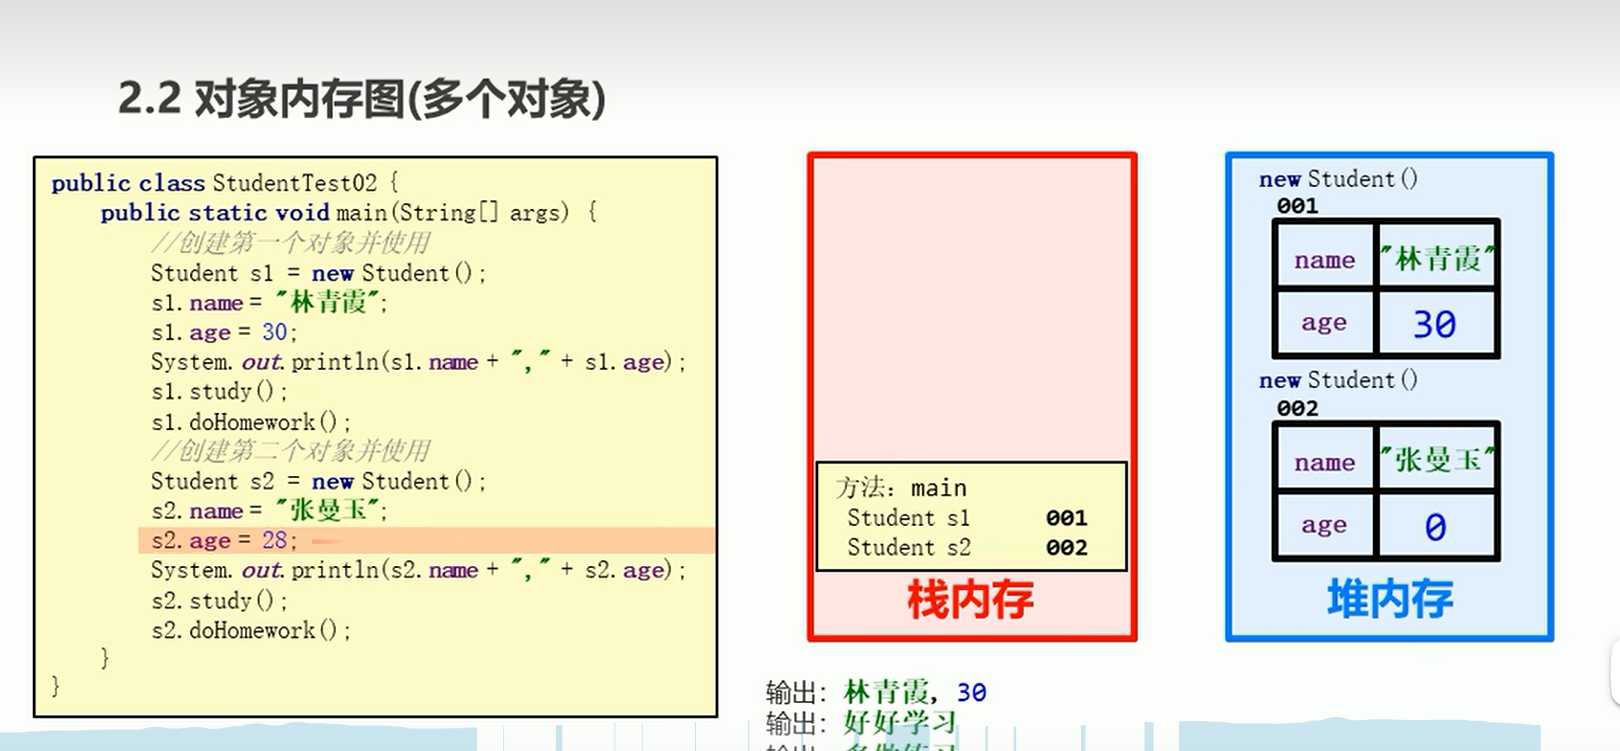 2.2 对象内存图(多个对象)
public class StudentTest02 {
public static void main(String[] args) {
//创建第一个对象并使用
Student s1 = new Student();
s1.name = "林青霞";
s1.age = 30;
System.out.println(s1.name + "," + s1.age);
s1.study();
s1.doHomework();
//创建第二个对象并使用
Student s2 = new Student();
s2.name = "张曼玉";
s2.age = 28;
System.out.println(s2.name + "," + s2.age);
s2.study();
s2.doHomework();
}
}
方法: main
Student s1 001
Student s2 002
栈内存
new Student()
001
name "林青霞"
age 30
new Student()
002
name "张曼玉"
age 0
堆内存
输出: 林青霞, 30
输出: 好好学习